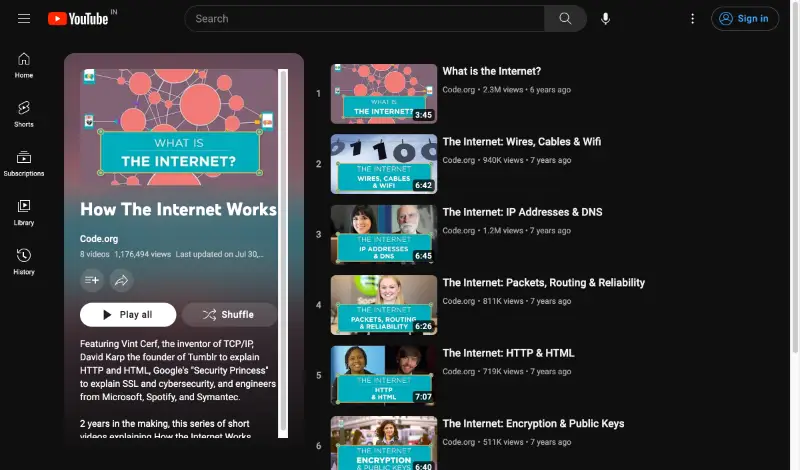 YouTube IN
Search
Sign in
Home
Shorts
Subscriptions
Library
History
WHAT IS
THE INTERNET?
How The Internet Works
Code.org
8 videos 1,176,494 views Last updated on Jul 30,...
Play all
Shuffle
Featuring Vint Cerf, the inventor of TCP/IP,
David Karp the founder of Tumblr to explain
HTTP and HTML, Google's "Security Princess"
to explain SSL and cybersecurity, and engineers
from Microsoft, Spotify, and Symantec.
2 years in the making, this series of short
videos explaining How the Internet Works
1
WHAT IS
THE INTERNET?
3:45
What is the Internet?
Code.org • 2.3M views • 6 years ago
2
THE INTERNET
WIRES, CABLES
& WIFI
6:42
The Internet: Wires, Cables & Wifi
Code.org • 940K views • 7 years ago
3
THE INTERNET
IP ADDRESSES
& DNS
6:45
The Internet: IP Addresses & DNS
Code.org • 1.2M views • 7 years ago
4
THE INTERNET
PACKETS, ROUTING
& RELIABILITY
6:26
The Internet: Packets, Routing & Reliability
Code.org • 811K views • 7 years ago
5
THE INTERNET
HTTP
& HTML
7:07
The Internet: HTTP & HTML
Code.org • 719K views • 7 years ago
6
THE INTERNET
ENCRYPTION
& PUBLIC KEYS
6:40
The Internet: Encryption & Public Keys
Code.org • 511K views • 7 years ago